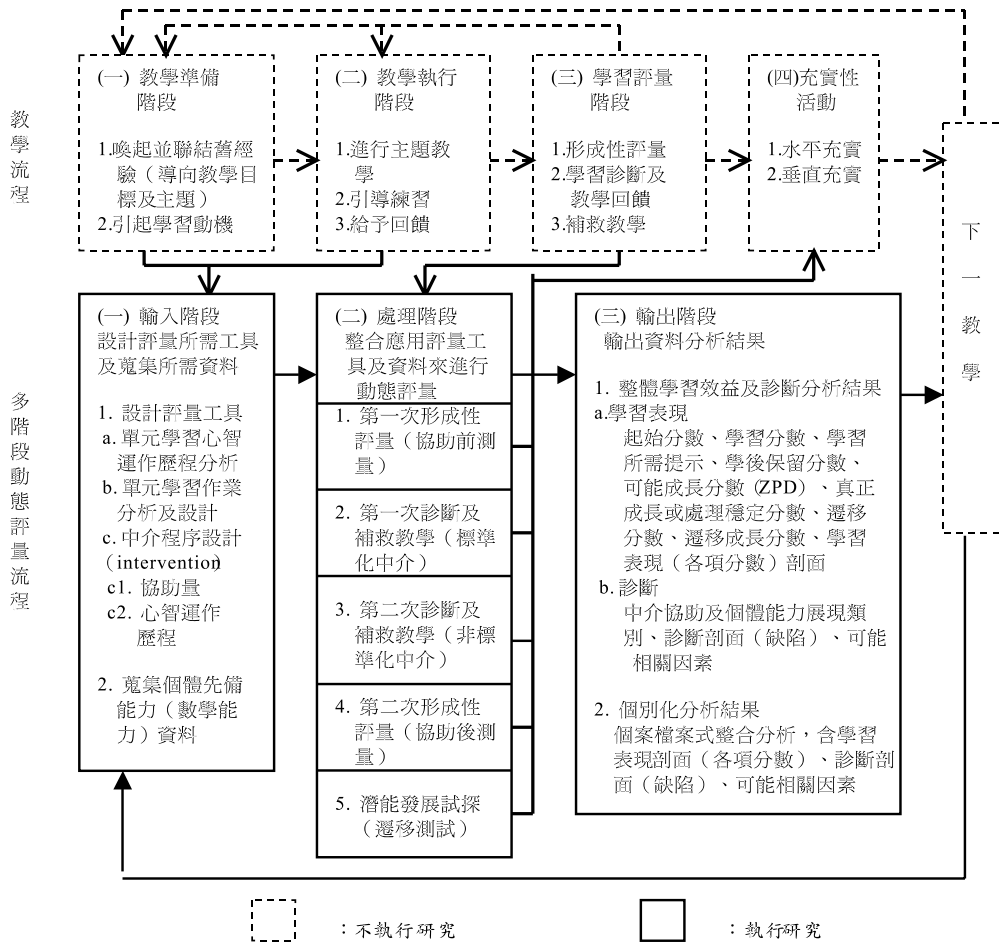 教學流程
(一) 教學準備
階段
1.喚起並聯結舊經
驗（導向教學目
標及主題）
2.引起學習動機
(二) 教學執行
階段
1.進行主題教
學
2.引導練習
3.給予回饋
(三) 學習評量
階段
1.形成性評量
2.學習診斷及
教學回饋
3.補救教學
(四)充實性
活動
1.水平充實
2.垂直充實
下一教學
多階段動態評量流程
(一) 輸入階段
設計評量所需工具
及蒐集所需資料
1. 設計評量工具
a. 單元學習心智
運作歷程分析
b. 單元學習作業
分析及設計
c. 中介程序設計
（intervention）
c1. 協助量
c2. 心智運作
歷程
2. 蒐集個體先備
能力（數學能
力）資料
(二) 處理階段
整合應用評量工
具及資料來進行
動態評量
1. 第一次形成性
評量（協助前測
量）
2. 第一次診斷及
補救教學（標準
化中介）
3. 第二次診斷及
補救教學（非標
準化中介）
4. 第二次形成性
評量（協助後測
量）
5. 潛能發展試探
（遷移測試）
(三) 輸出階段
輸出資料分析結果
1. 整體學習效益及診斷分析結果
a.學習表現
起始分數、學習分數、學習
所需提示、學後保留分數、
可能成長分數（ZPD）、真正
成長或處理穩定分數、遷移
分數、遷移成長分數、學習
表現（各項分數）剖面
b. 診斷
中介協助及個體能力展現類
別、診斷剖面（缺陷）、可能
相關因素
2. 個別化分析結果
個案檔案式整合分析，含學習
表現剖面（各項分數）、診斷剖
面（缺陷）、可能相關因素
：不執行研究
：執行研究